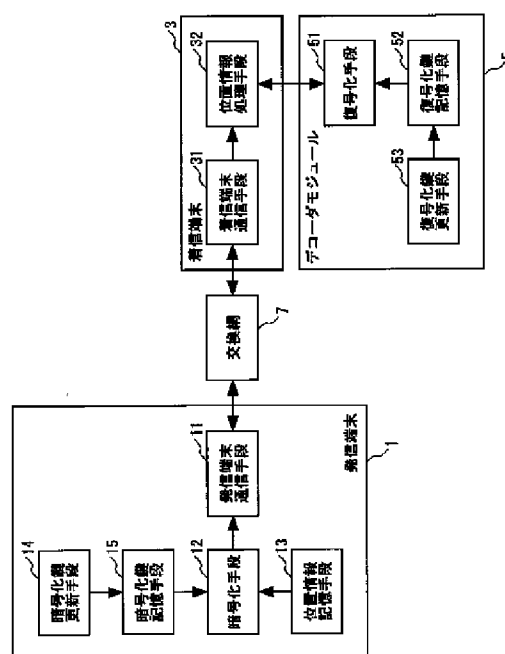 14
暗号化鍵
更新手段
15
暗号化鍵
記憶手段
12
暗号化手段
13
位置情報
記憶手段
11
発信端末
通信手段
発信端末
1
交換網
7
着信端末
3
31
着信端末
通信手段
32
位置情報
処理手段
デコーダモジュール
51
復号化手段
52
復号化鍵
記憶手段
53
復号化鍵
更新手段
5